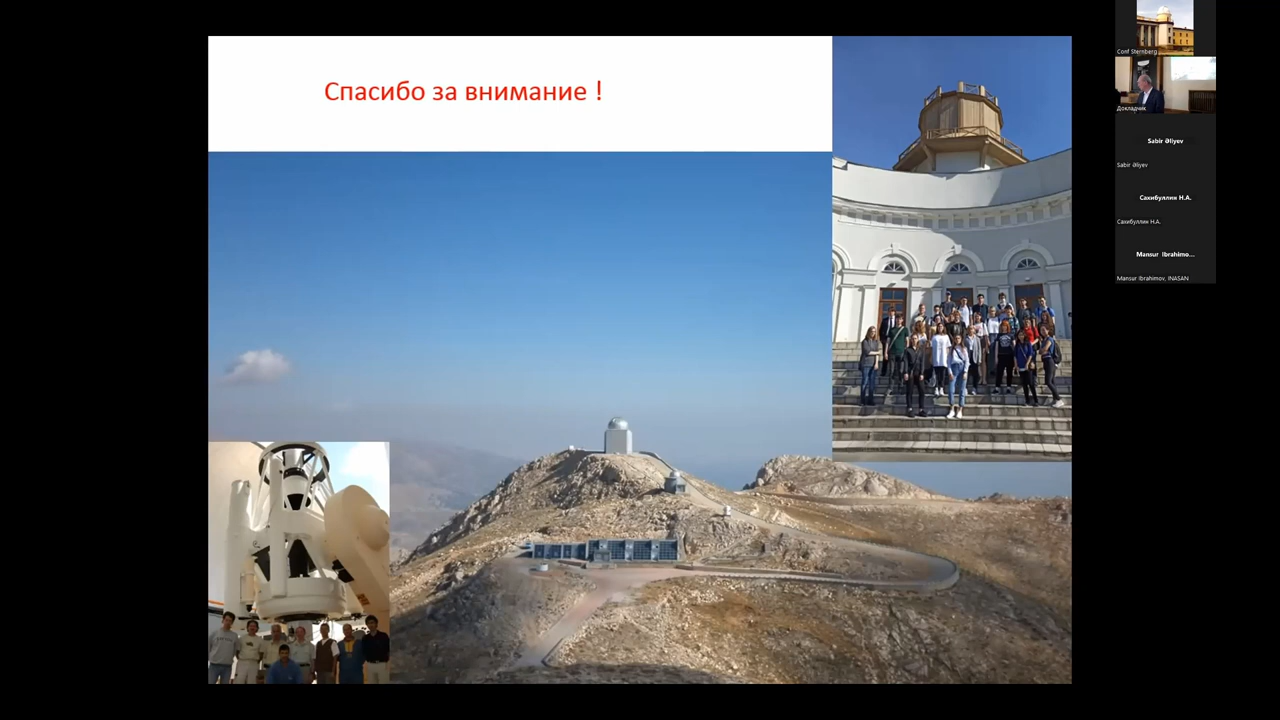 Спасибо за внимание !
Conf Sternberg
Докладчик
Sabir Əliyev
Sabir Əliyev
Сахибуллин Н.А.
Сахибуллин Н.А.
Mansur Ibrahimo...
Mansur Ibrahimov, INASAN